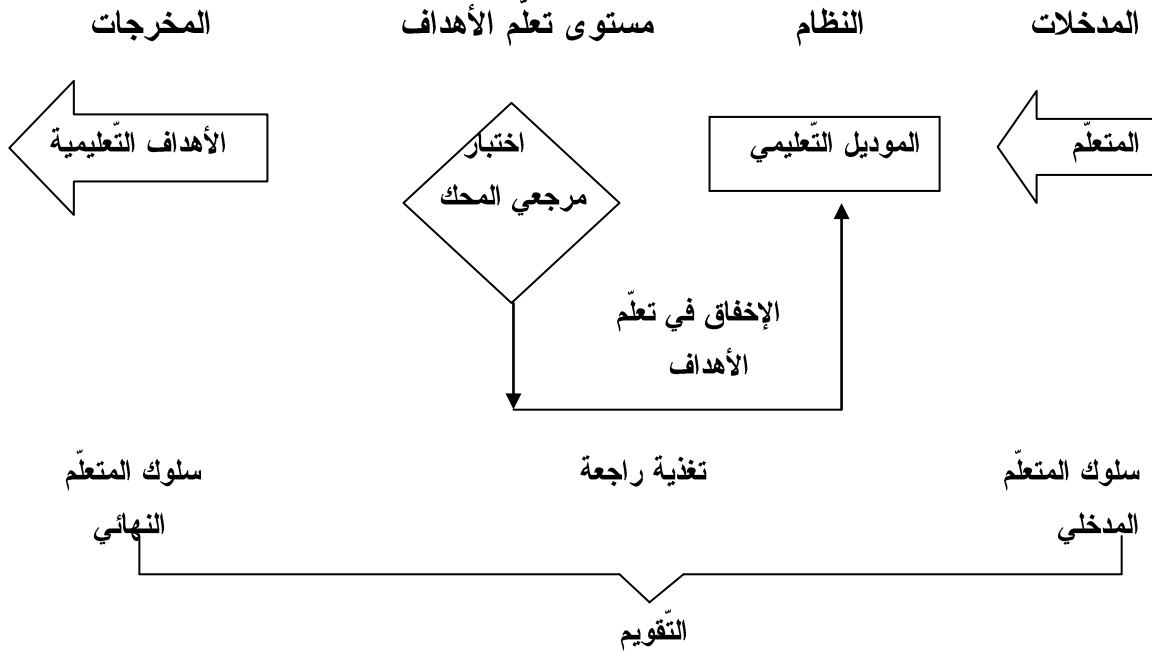 المدخلات النظام مستوى تعلّم الأهداف المخرجات
المتعلّم
الموديل التّعليمي
اختبار
مرجعي المحك
الأهداف التّعليمية
الإخفاق في تعلّم
الأهداف
سلوك المتعلّم
المدخلي
تغذية راجعة
سلوك المتعلّم
النهائي
التّقويم